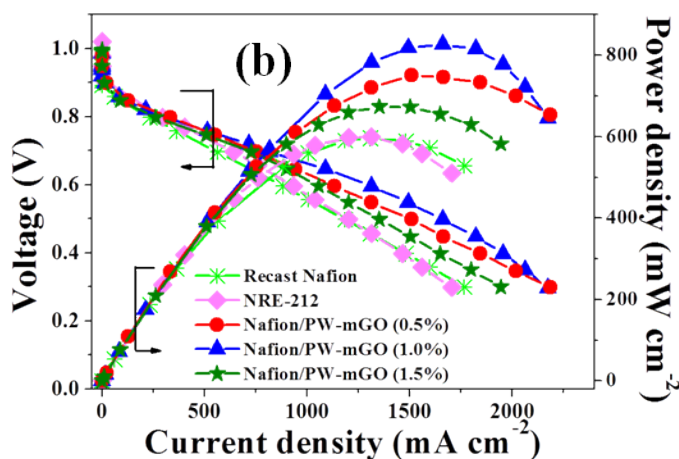 (b)
Voltage (V)
1.0
0.8
0.6
0.4
0.2
0.0
Power density (mW cm⁻²)
800
600
400
200
0
Recast Nafion
NRE-212
Nafion/PW-mGO (0.5%)
Nafion/PW-mGO (1.0%)
Nafion/PW-mGO (1.5%)
0
500
1000
1500
2000
Current density (mA cm⁻²)